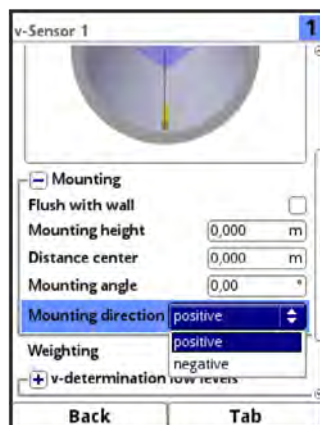 v-Sensor 1 1
Mounting
Flush with wall
Mounting height 0,000 m
Distance center 0,000 m
Mounting angle 0,00 °
Mounting direction positive
positive
Weighting
negative
v-determination low levels
Back Tab